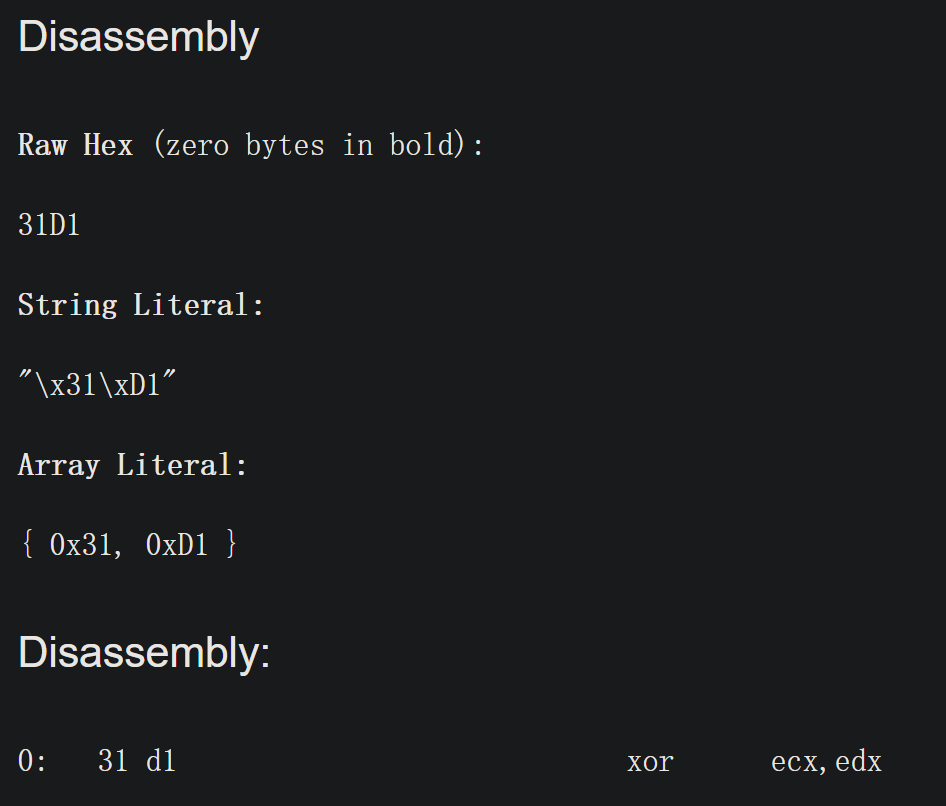 Disassembly
Raw Hex (zero bytes in bold):
31D1
String Literal:
"\x31\xD1"
Array Literal:
{ 0x31, 0xD1 }
Disassembly:
0: 31 d1 xor ecx,edx